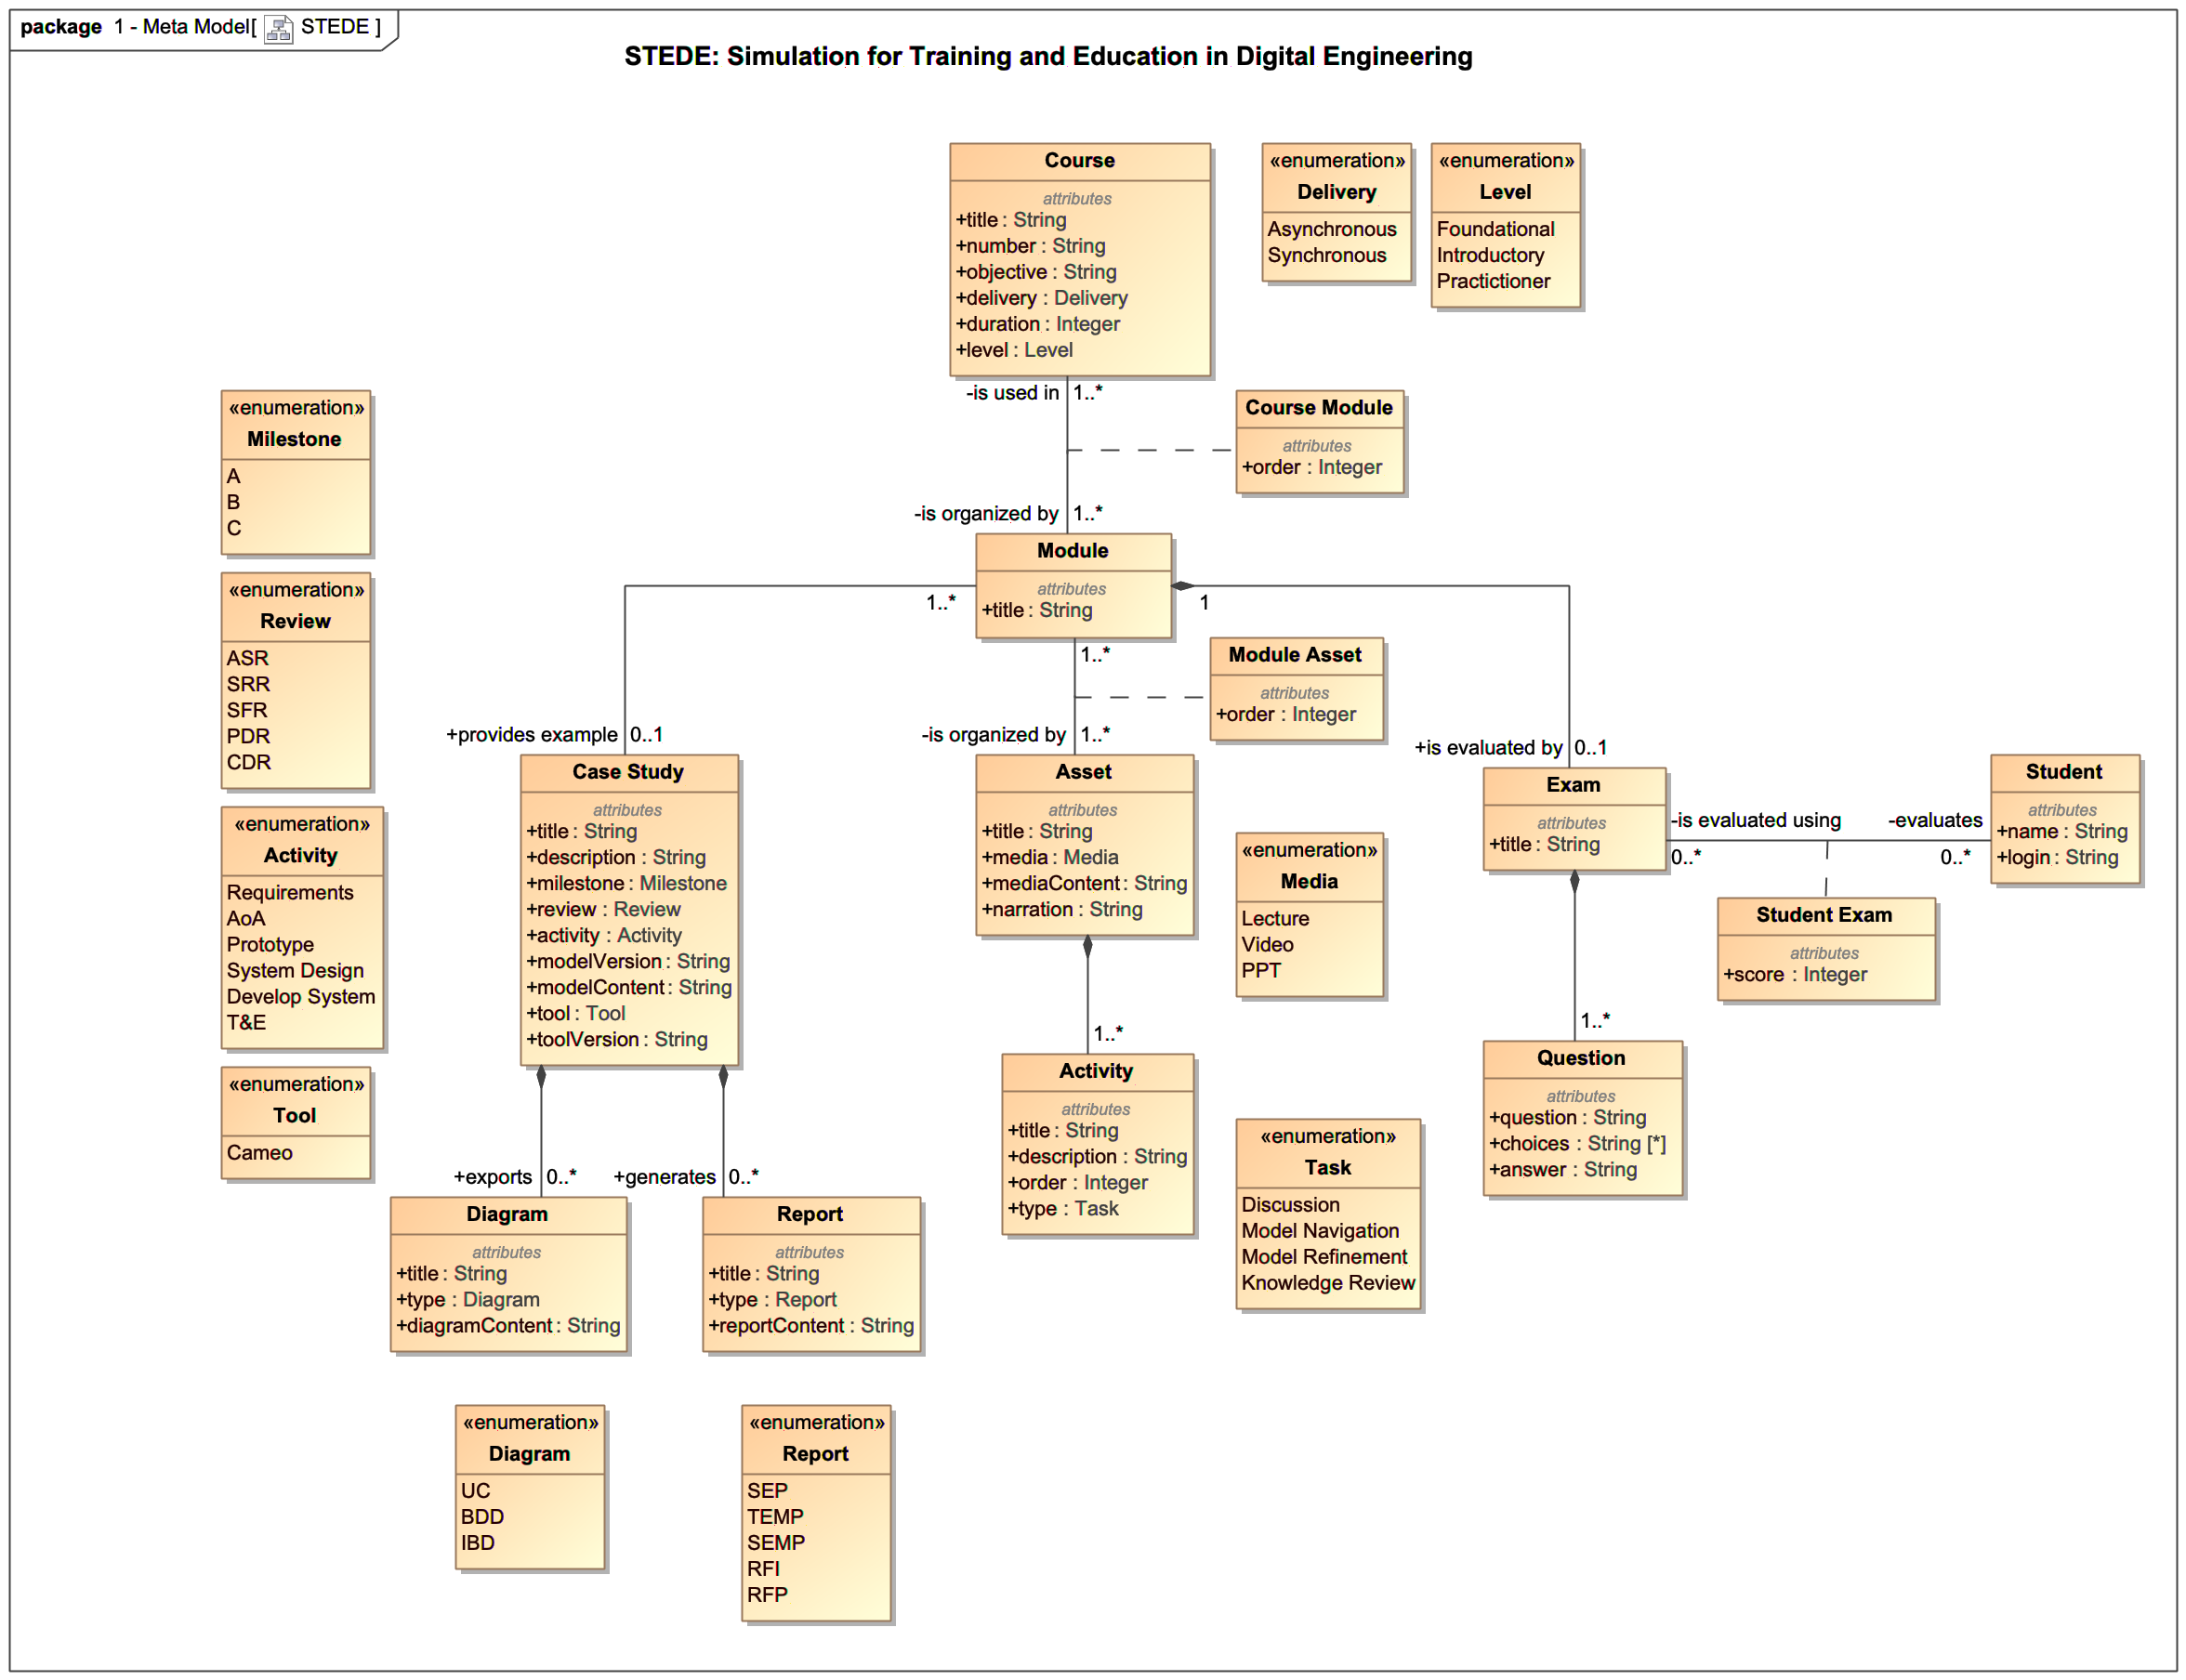 package 1 - Meta Model[ STEDE ]
STEDE: Simulation for Training and Education in Digital Engineering
Course
attributes
+title : String
+number : String
+objective : String
+delivery : Delivery
+duration : Integer
+level : Level
«enumeration»
Delivery
Asynchronous
Synchronous
«enumeration»
Level
Foundational
Introductory
Practictioner
-is used in 1..*
Course Module
attributes
+order : Integer
-is organized by 1..*
«enumeration»
Milestone
A
B
C
Module
attributes
+title : String
1..*
1
1..*
«enumeration»
Review
ASR
SRR
SFR
PDR
CDR
Module Asset
attributes
+order : Integer
+provides example 0..1
-is organized by 1..*
+is evaluated by 0..1
Case Study
attributes
+title : String
+description : String
+milestone : Milestone
+review : Review
+activity : Activity
+modelVersion : String
+modelContent : String
+tool : Tool
+toolVersion : String
Asset
attributes
+title : String
+media : Media
+mediaContent : String
+narration : String
Exam
attributes
+title : String
-is evaluated using
0..*
-evaluates
0..*
Student
attributes
+name : String
+login : String
«enumeration»
Activity
Requirements
AoA
Prototype
System Design
Develop System
T&E
«enumeration»
Media
Lecture
Video
PPT
Student Exam
attributes
+score : Integer
1..*
1..*
«enumeration»
Tool
Cameo
Activity
attributes
+title : String
+description : String
+order : Integer
+type : Task
«enumeration»
Task
Discussion
Model Navigation
Model Refinement
Knowledge Review
Question
attributes
+question : String
+choices : String [*]
+answer : String
+exports 0..*
+generates 0..*
Diagram
attributes
+title : String
+type : Diagram
+diagramContent : String
Report
attributes
+title : String
+type : Report
+reportContent : String
«enumeration»
Diagram
UC
BDD
IBD
«enumeration»
Report
SEP
TEMP
SEMP
RFI
RFP